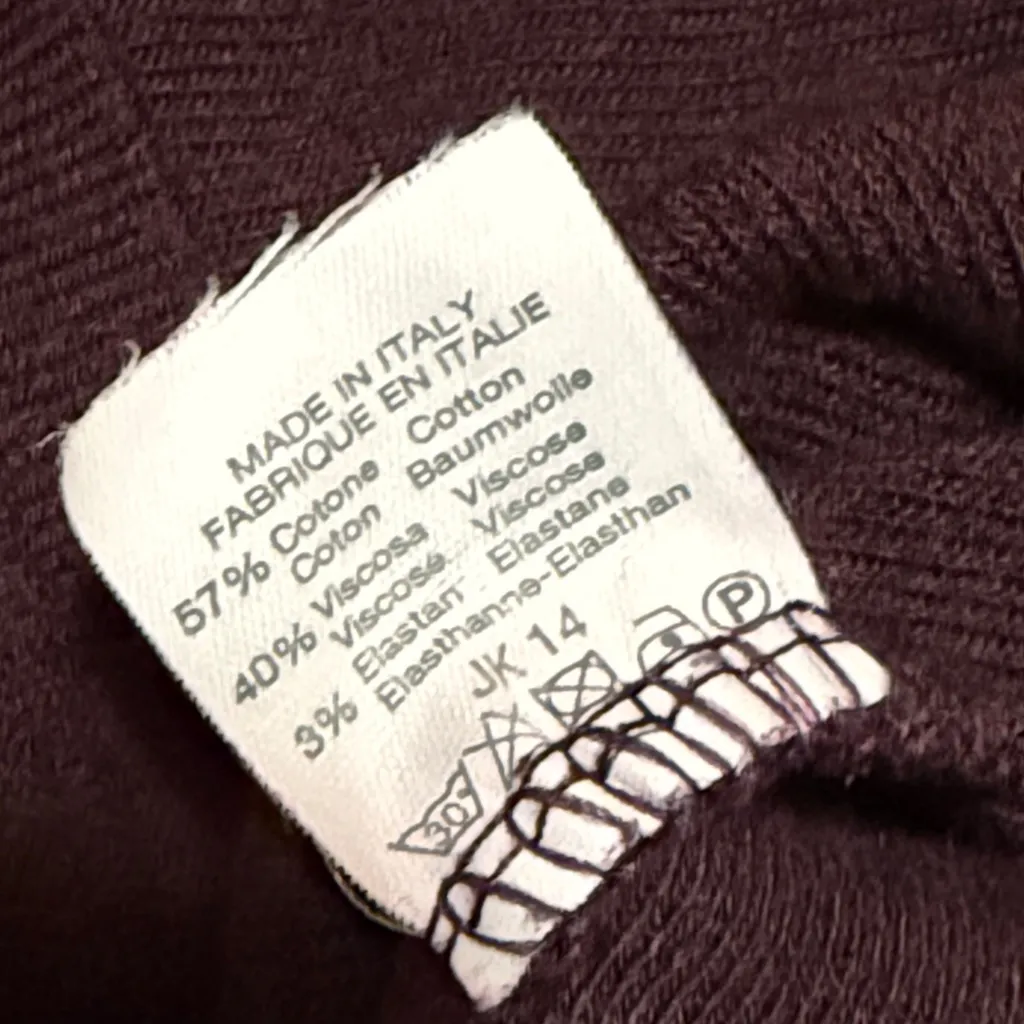 MADE IN ITALY
FABRIQUE EN ITALIE
57% Cotone Cotton
Coton Baumwolle
40% Viscosa Viscose
Viscose Viscose
3% Elastan Elastane
Elasthanne-Elasthan
JK 14
30° P